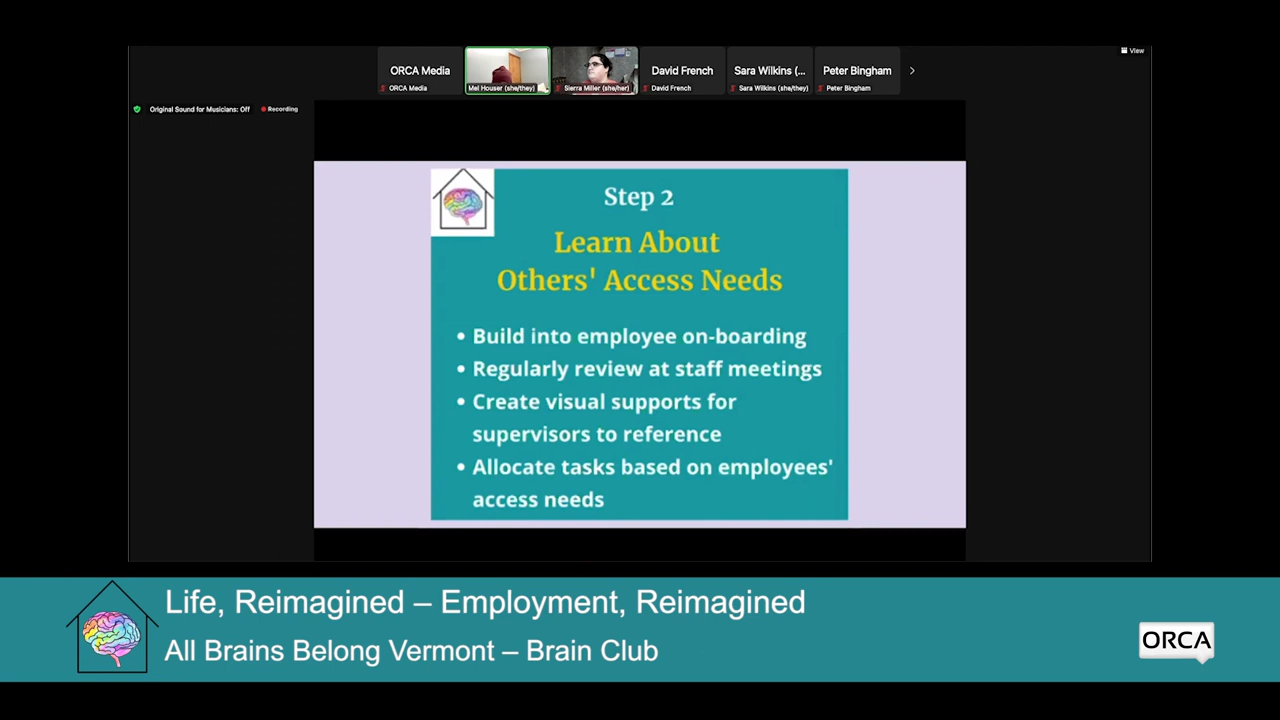 View
ORCA Media
David French
Sara Wilkins (...
Peter Bingham
ORCA Media
Mel Houser (she/they)
Sierra Miller (she/her)
David French
Sara Wilkins (she/they)
Peter Bingham
Original Sound for Musicians: Off
Recording
Step 2
Learn About
Others' Access Needs
• Build into employee on-boarding
• Regularly review at staff meetings
• Create visual supports for
supervisors to reference
• Allocate tasks based on employees'
access needs
Life, Reimagined – Employment, Reimagined
All Brains Belong Vermont – Brain Club
ORCA